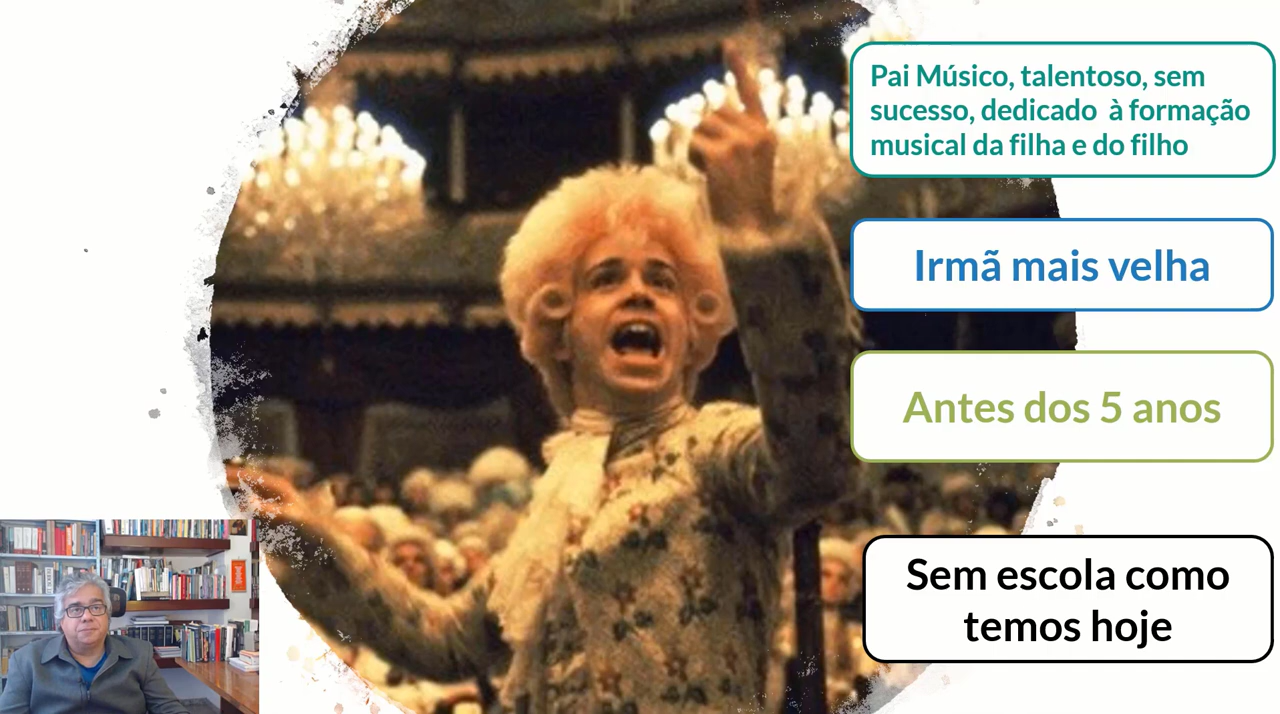 Pai Músico, talentoso, sem
sucesso, dedicado à formação
musical da filha e do filho
Irmã mais velha
Antes dos 5 anos
Sem escola como
temos hoje